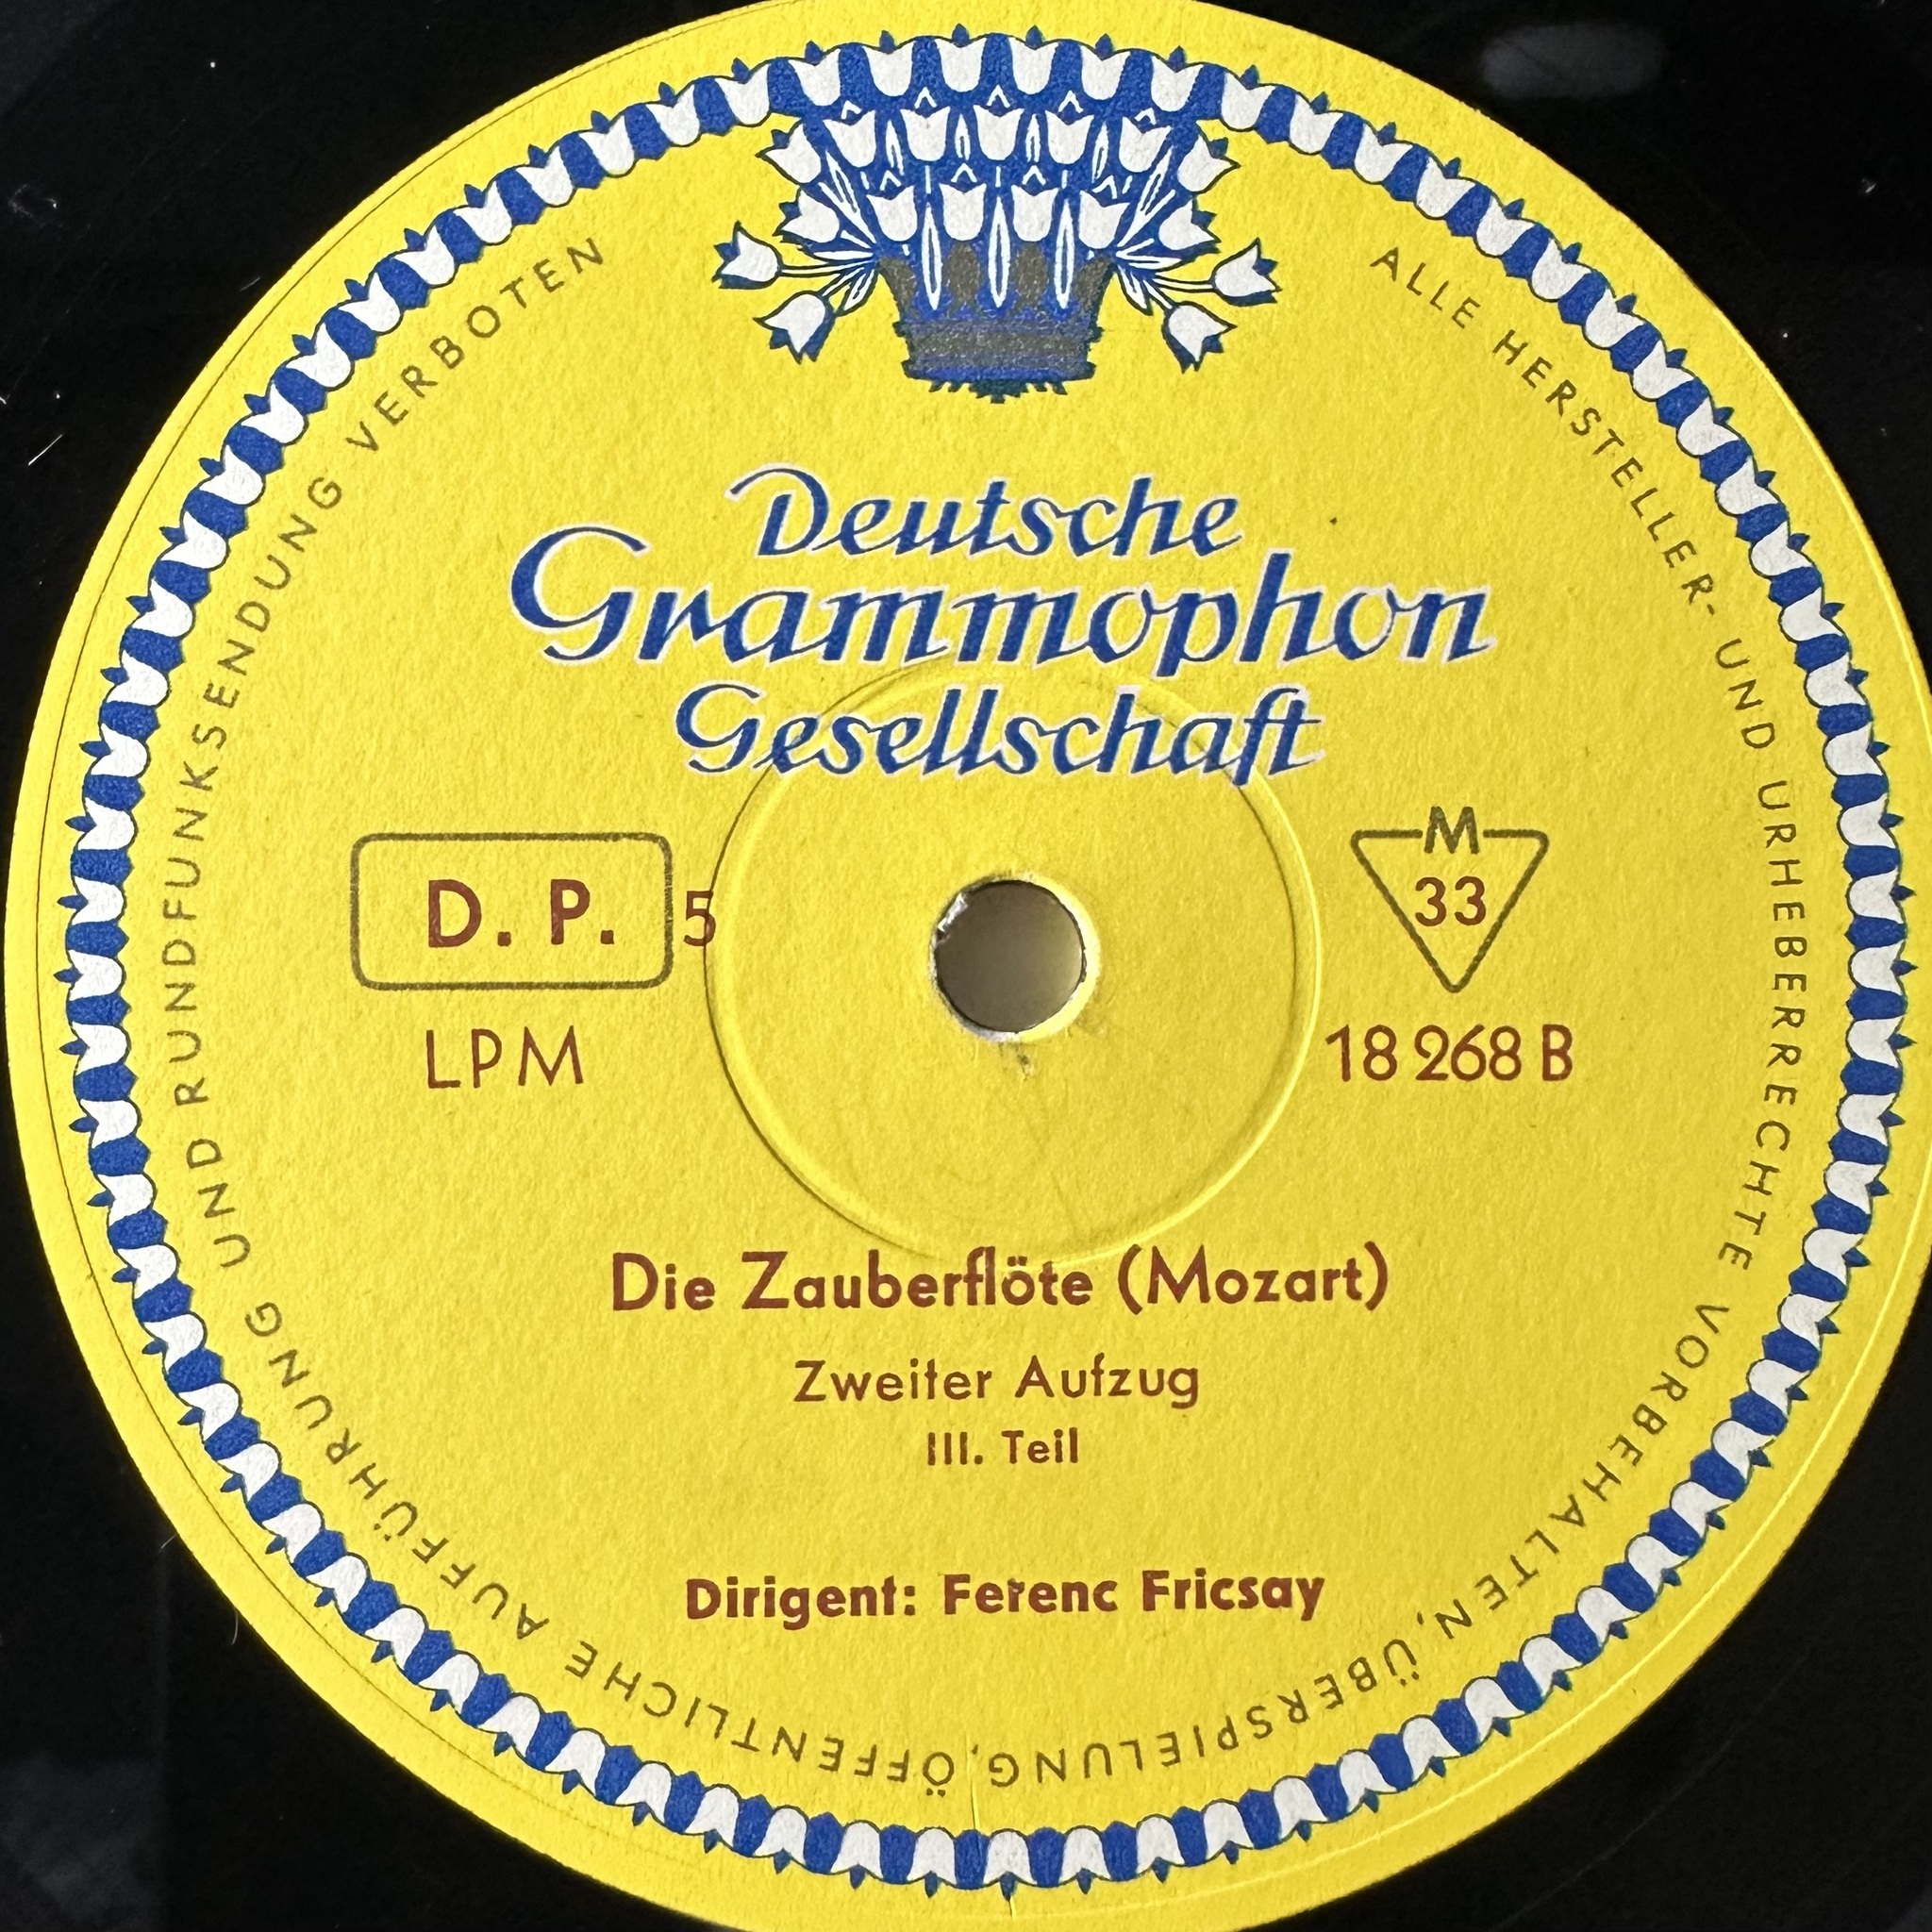 Deutsche
Grammophon
Gesellschaft
D. P. 5
M
33
LPM
18 268 B
Die Zauberflöte (Mozart)
Zweiter Aufzug
III. Teil
Dirigent: Ferenc Fricsay
ALLE HERSTELLER- UND URHEBERRECHTE VORBEHALTEN, ÜBERSPIELUNG, ÖFFENTLICHE AUFFÜHRUNG UND RUNDFUNKSENDUNG VERBOTEN